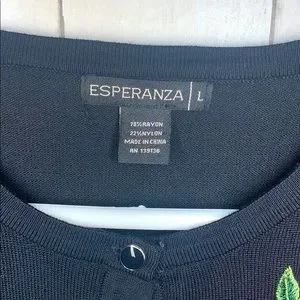 ESPERANZA | L
78%RAYON
22%NYLON
MADE IN CHINA
RN 139136